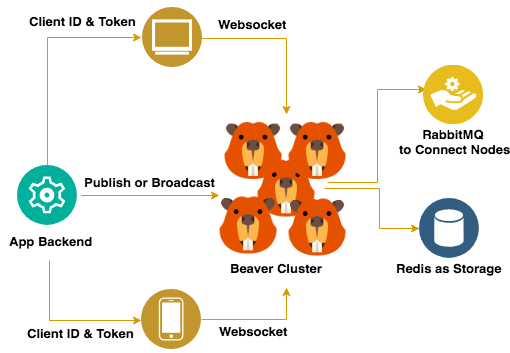 Client ID & Token
Websocket
RabbitMQ
to Connect Nodes
Publish or Broadcast
App Backend
Beaver Cluster
Redis as Storage
Client ID & Token
Websocket